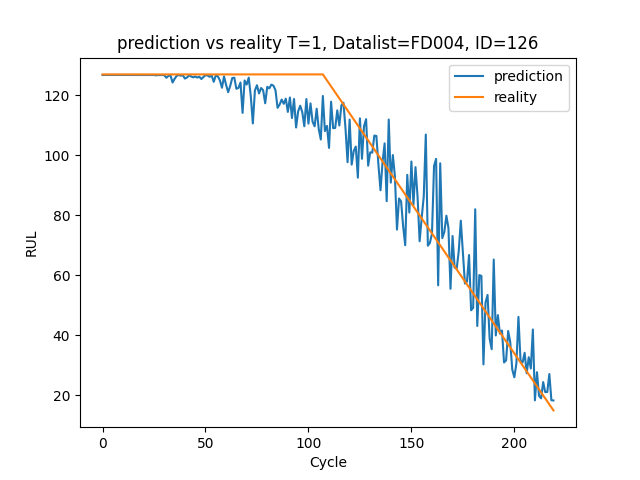 prediction vs reality T=1, Datalist=FD004, ID=126
prediction
reality
RUL
120
100
80
60
40
20
0 50 100 150 200
Cycle